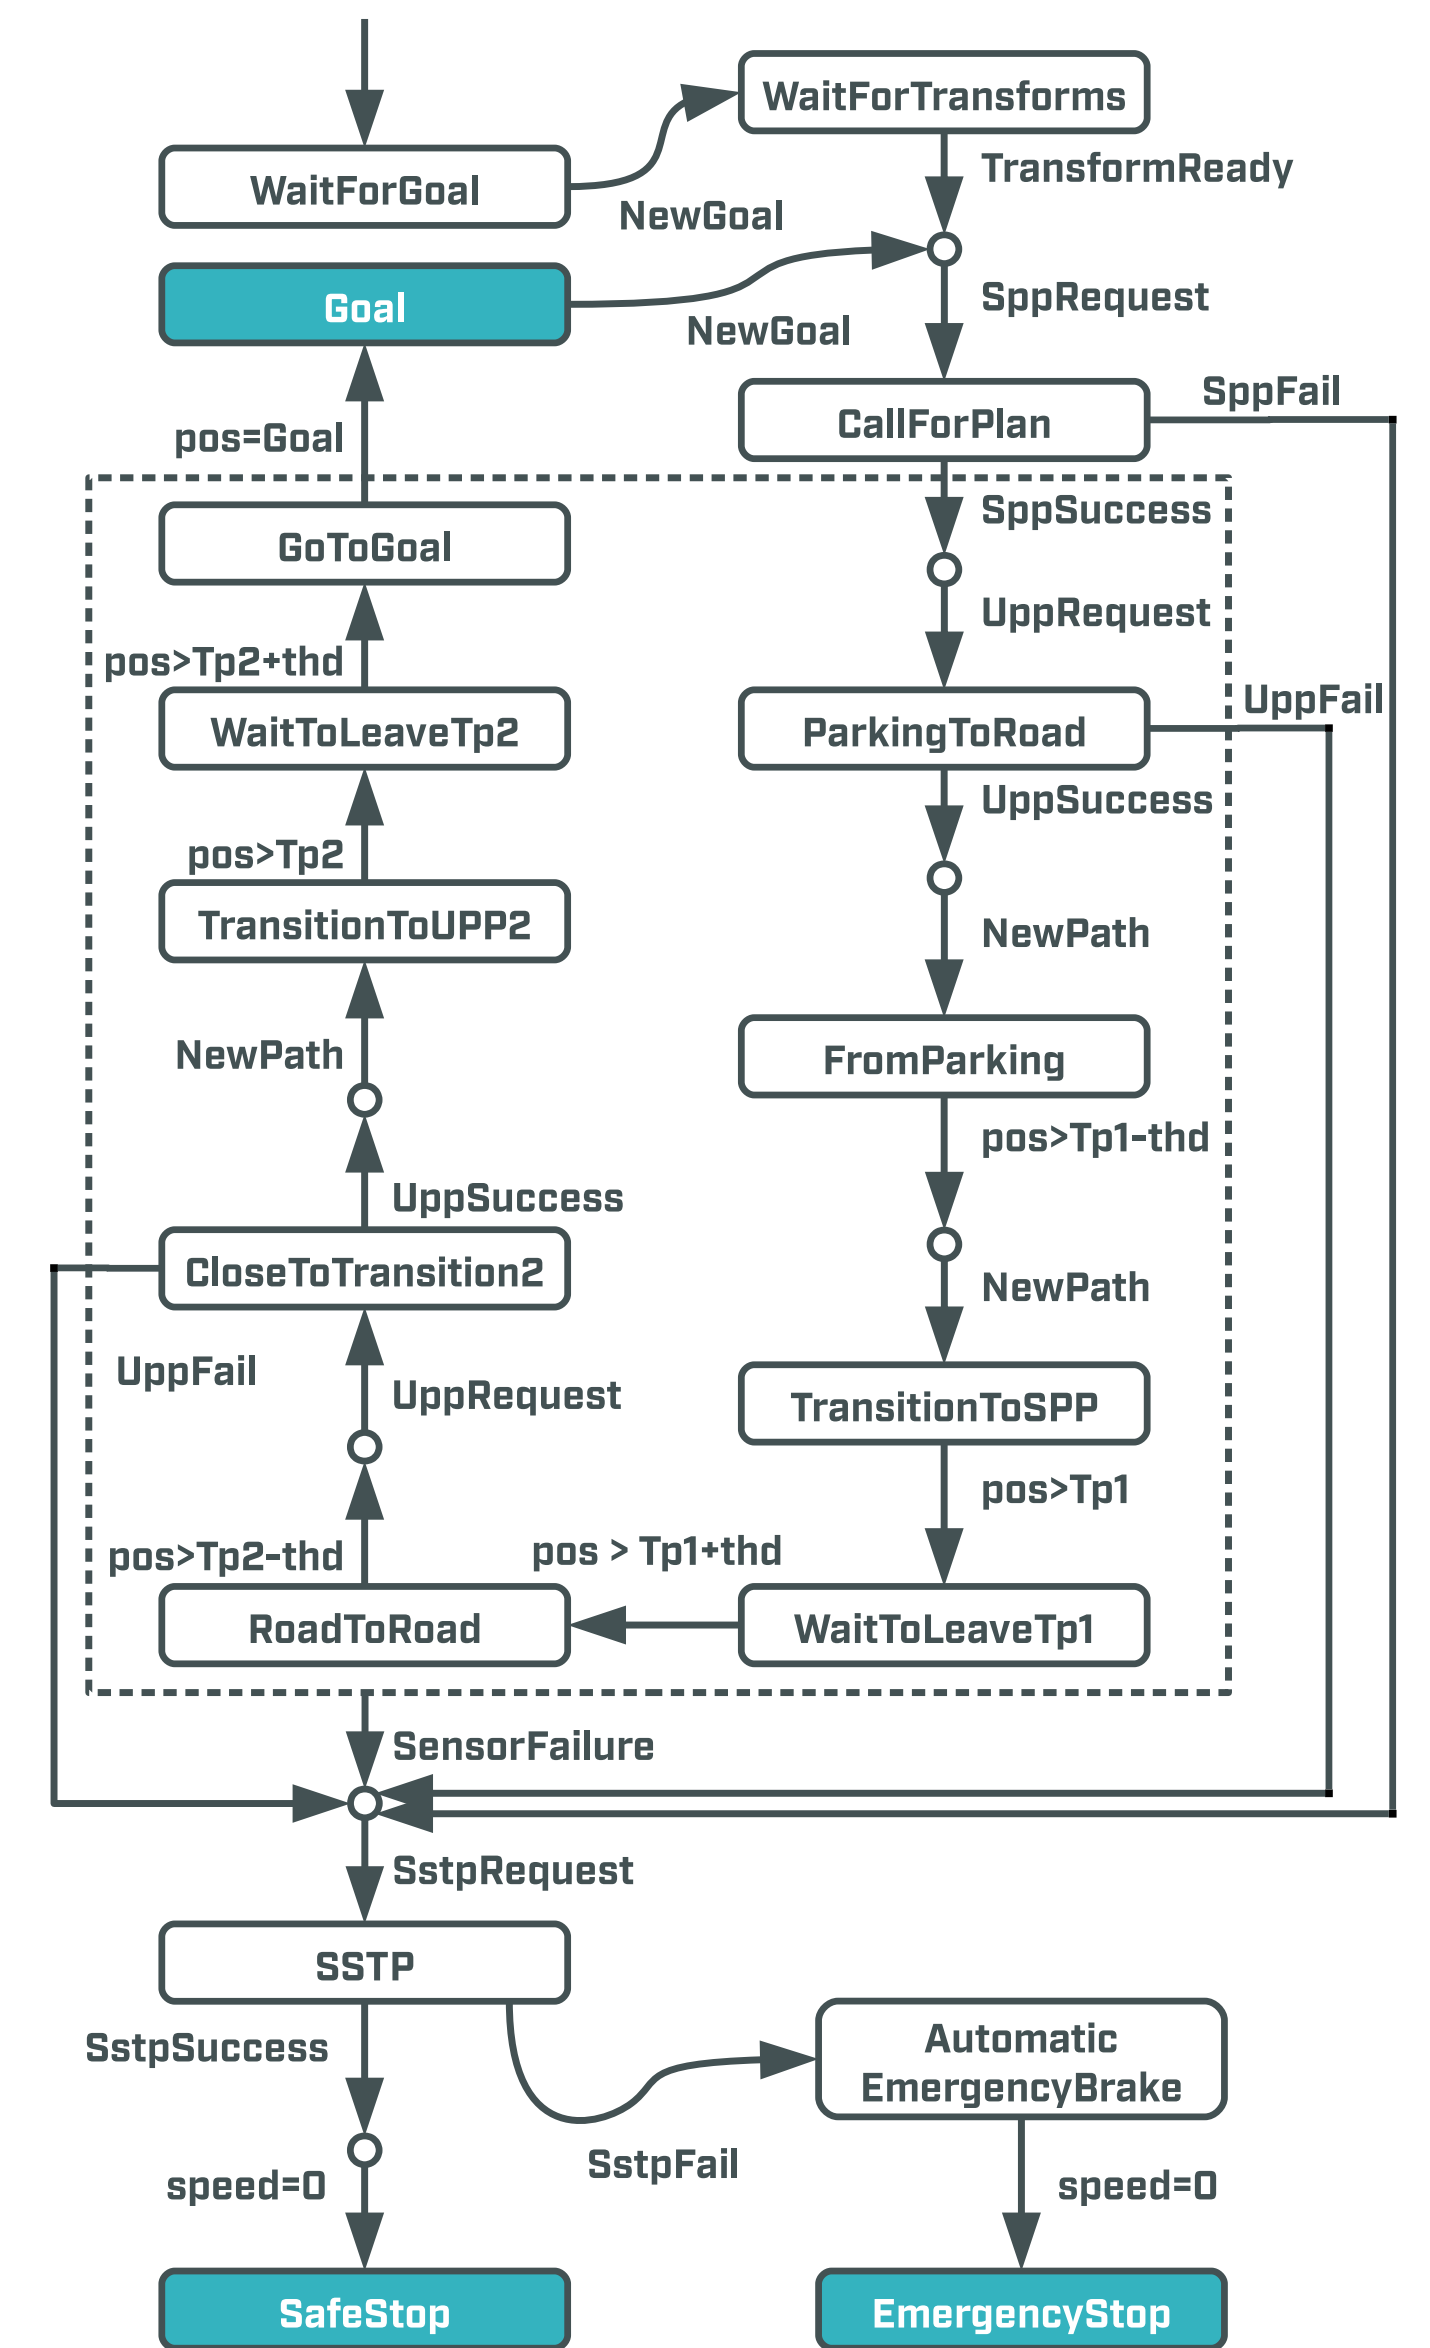 WaitForTransforms
TransformReady
WaitForGoal
NewGoal
SppRequest
Goal
NewGoal
SppFail
CallForPlan
pos=Goal
SppSuccess
GoToGoal
UppRequest
pos>Tp2+thd
UppFail
WaitToLeaveTp2
ParkingToRoad
UppSuccess
pos>Tp2
TransitionToUPP2
NewPath
NewPath
FromParking
pos>Tp1-thd
UppSuccess
CloseToTransition2
NewPath
UppFail
UppRequest
TransitionToSPP
pos>Tp1
pos>Tp2-thd
pos > Tp1+thd
RoadToRoad
WaitToLeaveTp1
SensorFailure
SstpRequest
SSTP
SstpSuccess
Automatic
EmergencyBrake
SstpFail
speed=0
speed=0
SafeStop
EmergencyStop